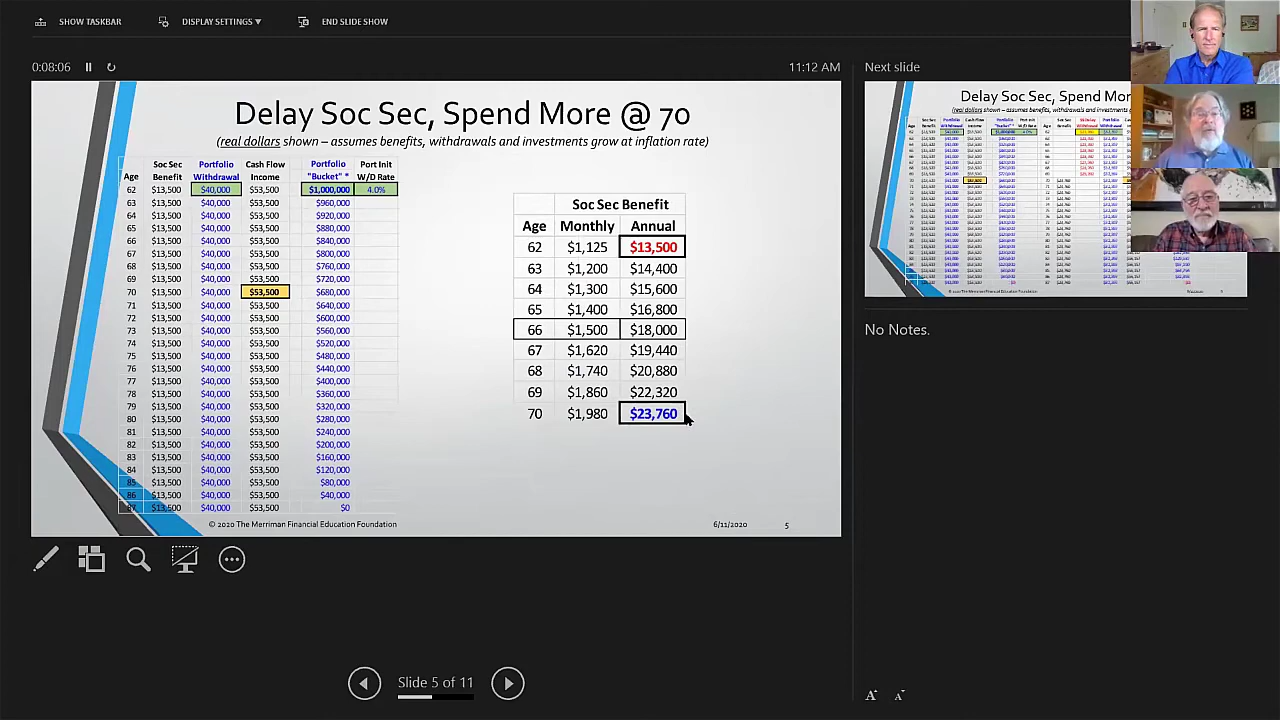 SHOW TASKBAR DISPLAY SETTINGS ▼ END SLIDE SHOW
0:08:06 11:12 AM
Delay Soc Sec, Spend More @ 70
(real dollars shown – assumes benefits, withdrawals and investments grow at inflation rate)
Soc Sec Portfolio Cash Flow Portfolio Port Init
Age Benefit Withdrawal Income "Bucket" * W/D Rate
62 $13,500 $40,000 $53,500 $1,000,000 4.0%
63 $13,500 $40,000 $53,500 $960,000
64 $13,500 $40,000 $53,500 $920,000
65 $13,500 $40,000 $53,500 $880,000
66 $13,500 $40,000 $53,500 $840,000
67 $13,500 $40,000 $53,500 $800,000
68 $13,500 $40,000 $53,500 $760,000
69 $13,500 $40,000 $53,500 $720,000
70 $13,500 $40,000 $53,500 $680,000
71 $13,500 $40,000 $53,500 $640,000
72 $13,500 $40,000 $53,500 $600,000
73 $13,500 $40,000 $53,500 $560,000
74 $13,500 $40,000 $53,500 $520,000
75 $13,500 $40,000 $53,500 $480,000
76 $13,500 $40,000 $53,500 $440,000
77 $13,500 $40,000 $53,500 $400,000
78 $13,500 $40,000 $53,500 $360,000
79 $13,500 $40,000 $53,500 $320,000
80 $13,500 $40,000 $53,500 $280,000
81 $13,500 $40,000 $53,500 $240,000
82 $13,500 $40,000 $53,500 $200,000
83 $13,500 $40,000 $53,500 $160,000
84 $13,500 $40,000 $53,500 $120,000
85 $13,500 $40,000 $53,500 $80,000
86 $13,500 $40,000 $53,500 $40,000
87 $13,500 $40,000 $53,500 $0
Soc Sec Benefit
Age Monthly Annual
62 $1,125 $13,500
63 $1,200 $14,400
64 $1,300 $15,600
65 $1,400 $16,800
66 $1,500 $18,000
67 $1,620 $19,440
68 $1,740 $20,880
69 $1,860 $22,320
70 $1,980 $23,760
© 2020 The Merriman Financial Education Foundation 6/11/2020 5
Slide 5 of 11
Next slide
Delay Soc Sec, Spend Mor
No Notes.